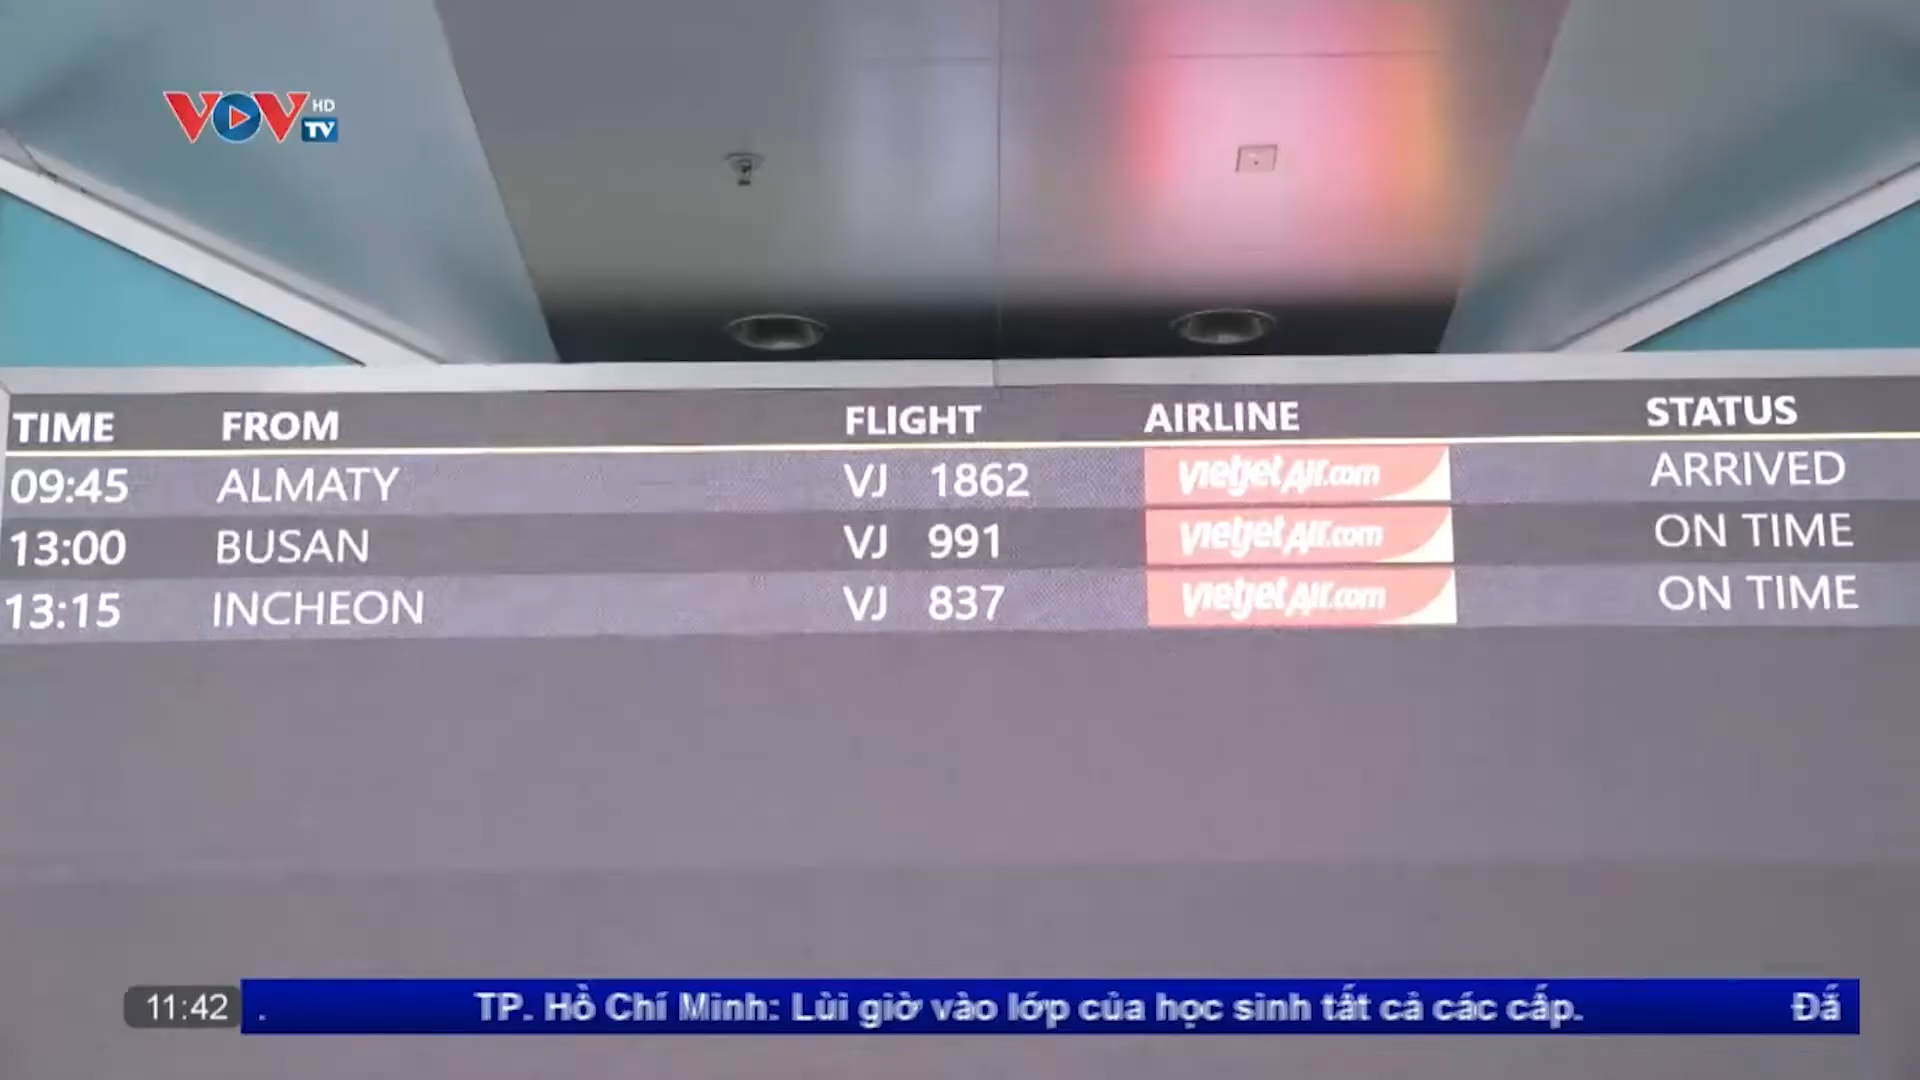 VOV HD TV
TIME FROM FLIGHT AIRLINE STATUS
09:45 ALMATY VJ 1862 vietjetAir.com ARRIVED
13:00 BUSAN VJ 991 vietjetAir.com ON TIME
13:15 INCHEON VJ 837 vietjetAir.com ON TIME
11:42 . TP. Hồ Chí Minh: Lùi giờ vào lớp của học sinh tất cả các cấp. Đấ